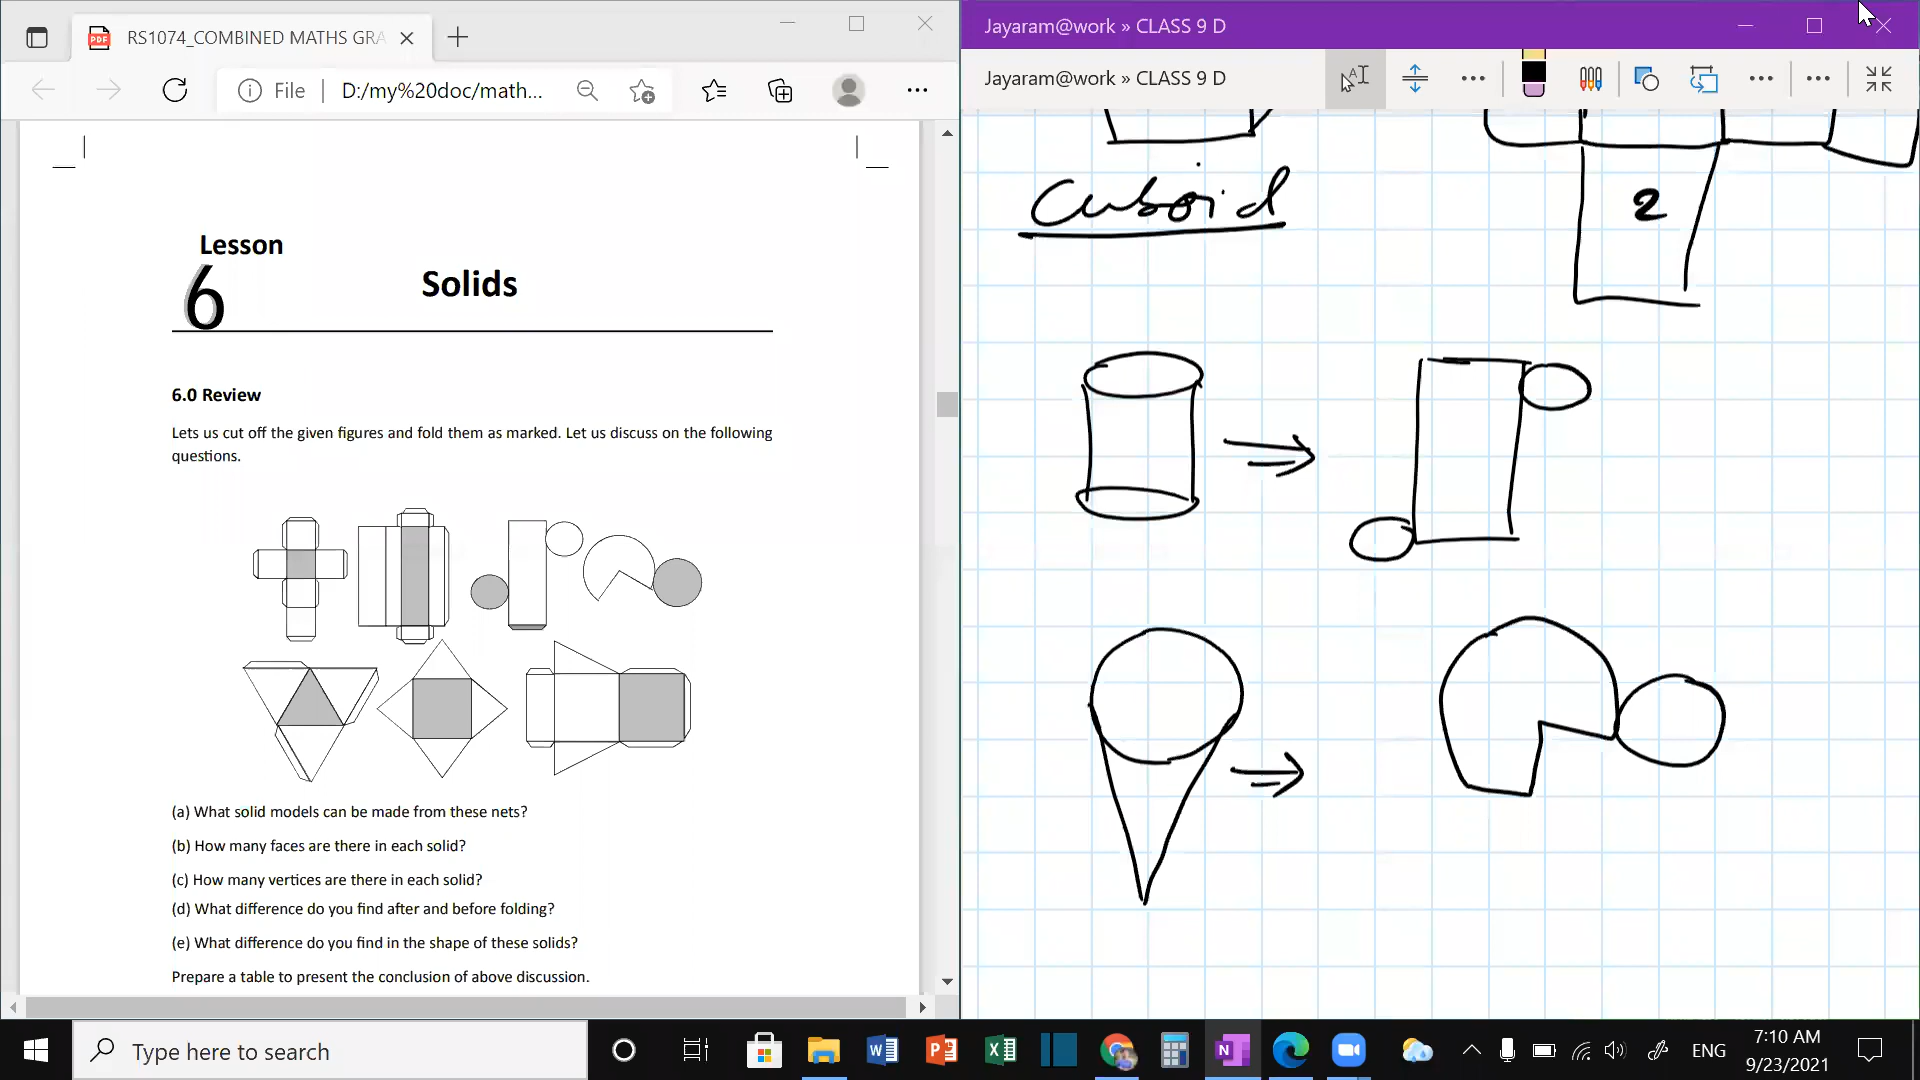 RS1074_COMBINED MATHS GRA
File
D:/my%20doc/math...
Lesson
6
Solids
6.0 Review
Lets us cut off the given figures and fold them as marked. Let us discuss on the following
questions.
(a) What solid models can be made from these nets?
(b) How many faces are there in each solid?
(c) How many vertices are there in each solid?
(d) What difference do you find after and before folding?
(e) What difference do you find in the shape of these solids?
Prepare a table to present the conclusion of above discussion.
Jayaram@work » CLASS 9 D
Jayaram@work » CLASS 9 D
Cuboid
2
Type here to search
ENG
7:10 AM
9/23/2021